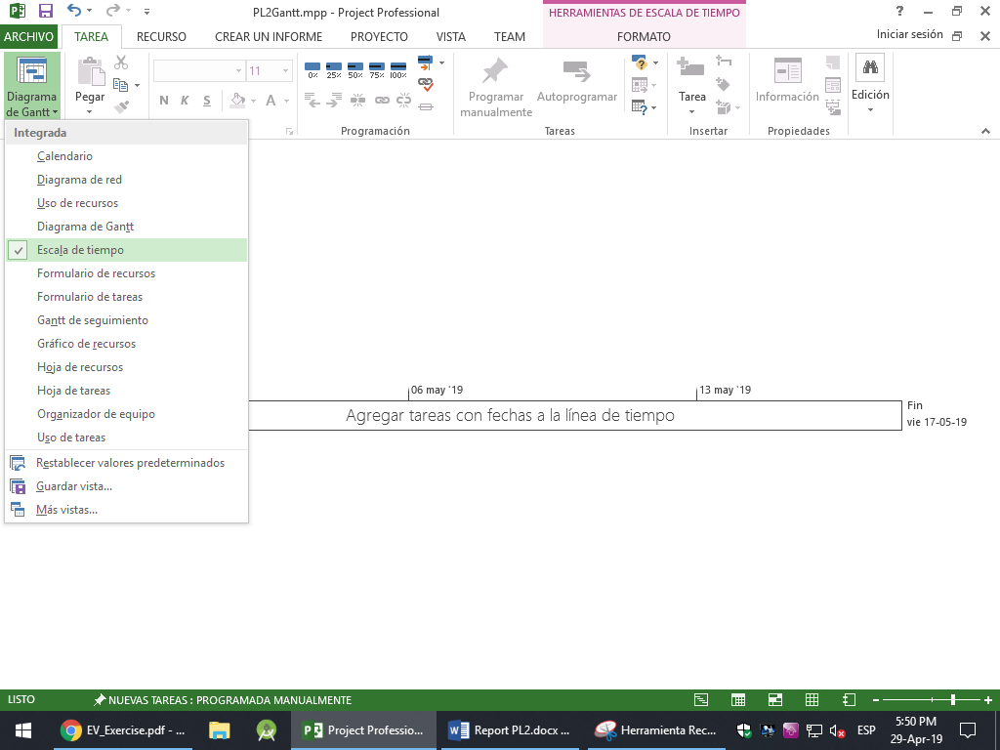 PL2Gantt.mpp - Project Professional
HERRAMIENTAS DE ESCALA DE TIEMPO
?
ARCHIVO
TAREA
RECURSO
CREAR UN INFORME
PROYECTO
VISTA
TEAM
FORMATO
Iniciar sesión
Diagrama
de Gantt
Pegar
11
N K S
A
0% 25% 50% 75% 100%
Programación
Programar
manualmente
Autoprogramar
Tareas
Tarea
Insertar
Información
Propiedades
Edición
Integrada
Calendario
Diagrama de red
Uso de recursos
Diagrama de Gantt
Escala de tiempo
Formulario de recursos
Formulario de tareas
Gantt de seguimiento
Gráfico de recursos
Hoja de recursos
Hoja de tareas
Organizador de equipo
Uso de tareas
Restablecer valores predeterminados
Guardar vista...
Más vistas...
06 may '19
13 may '19
Agregar tareas con fechas a la línea de tiempo
Fin
vie 17-05-19
LISTO
NUEVAS TAREAS : PROGRAMADA MANUALMENTE
EV_Exercise.pdf - ...
Project Professio...
Report PL2.docx ...
Herramienta Rec...
ESP
5:50 PM
29-Apr-19